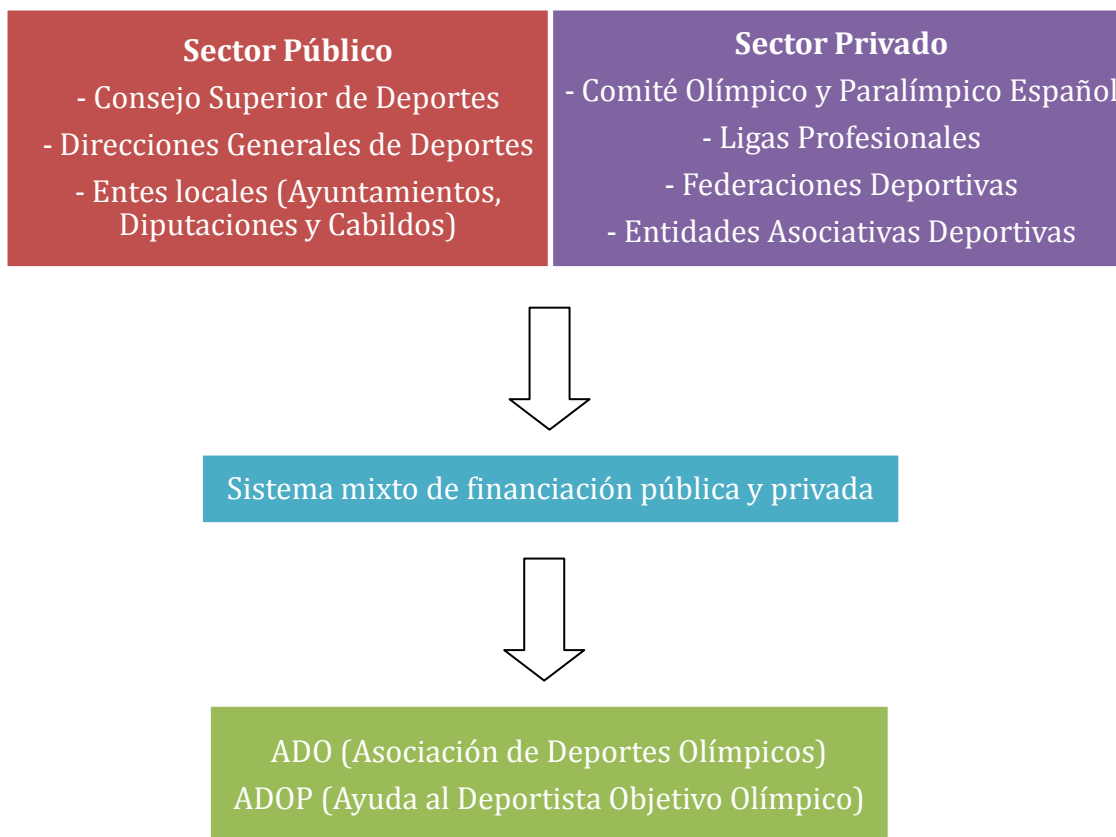 Sector Público
- Consejo Superior de Deportes
- Direcciones Generales de Deportes
- Entes locales (Ayuntamientos,
Diputaciones y Cabildos)
Sector Privado
- Comité Olímpico y Paralímpico Español
- Ligas Profesionales
- Federaciones Deportivas
- Entidades Asociativas Deportivas
Sistema mixto de financiación pública y privada
ADO (Asociación de Deportes Olímpicos)
ADOP (Ayuda al Deportista Objetivo Olímpico)